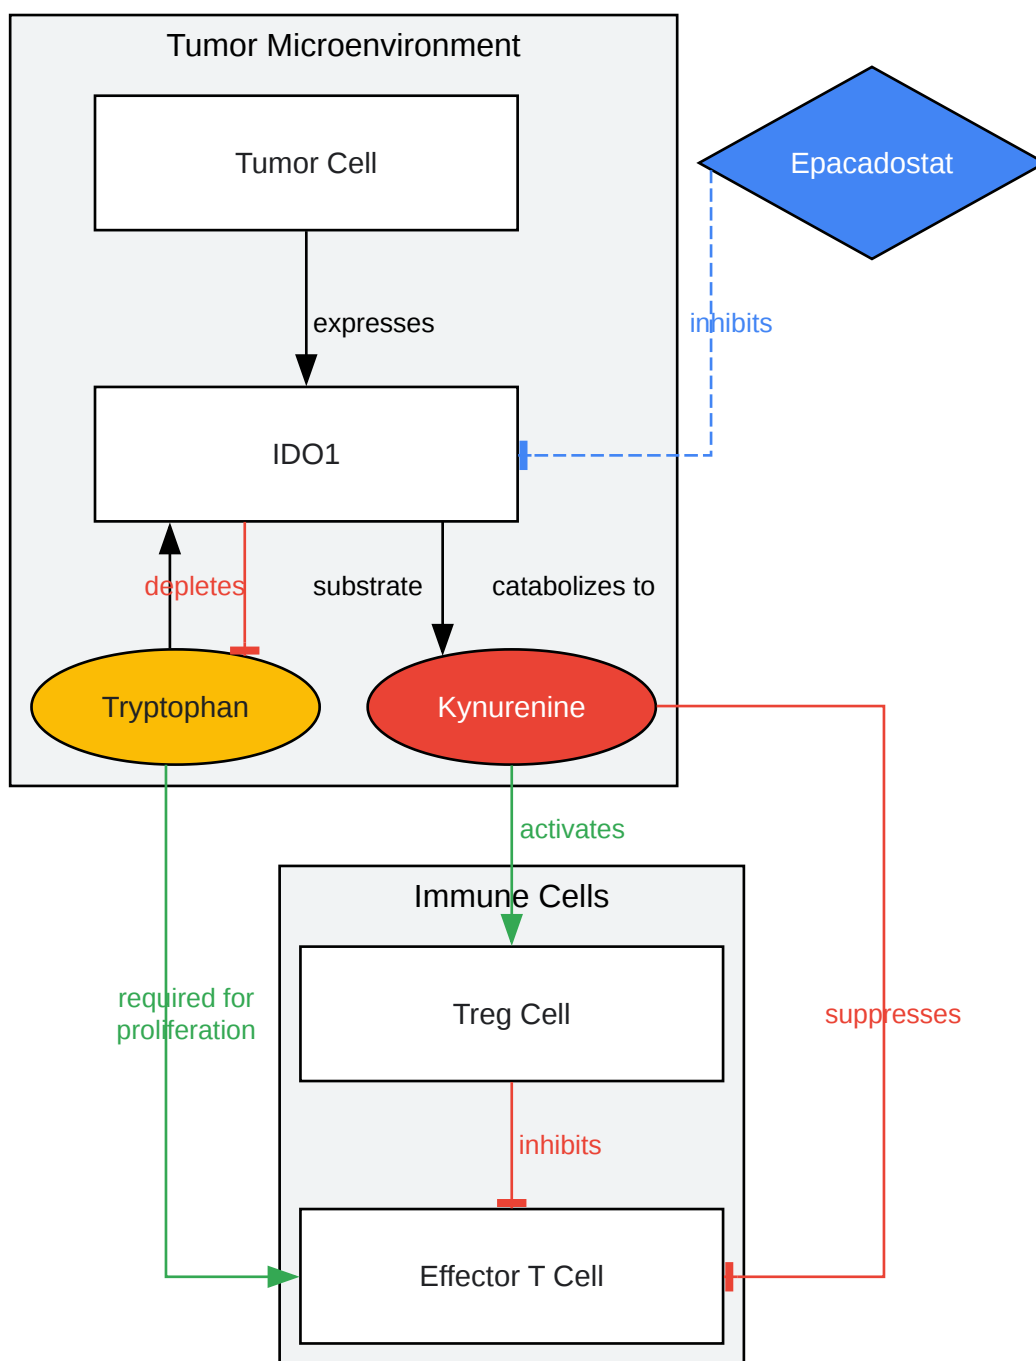 Tumor Microenvironment
Tumor Cell
Epacadostat
expresses
inhibits
IDO1
depletes
substrate
catabolizes to
Tryptophan
Kynurenine
activates
Immune Cells
required for
proliferation
Treg Cell
suppresses
inhibits
Effector T Cell